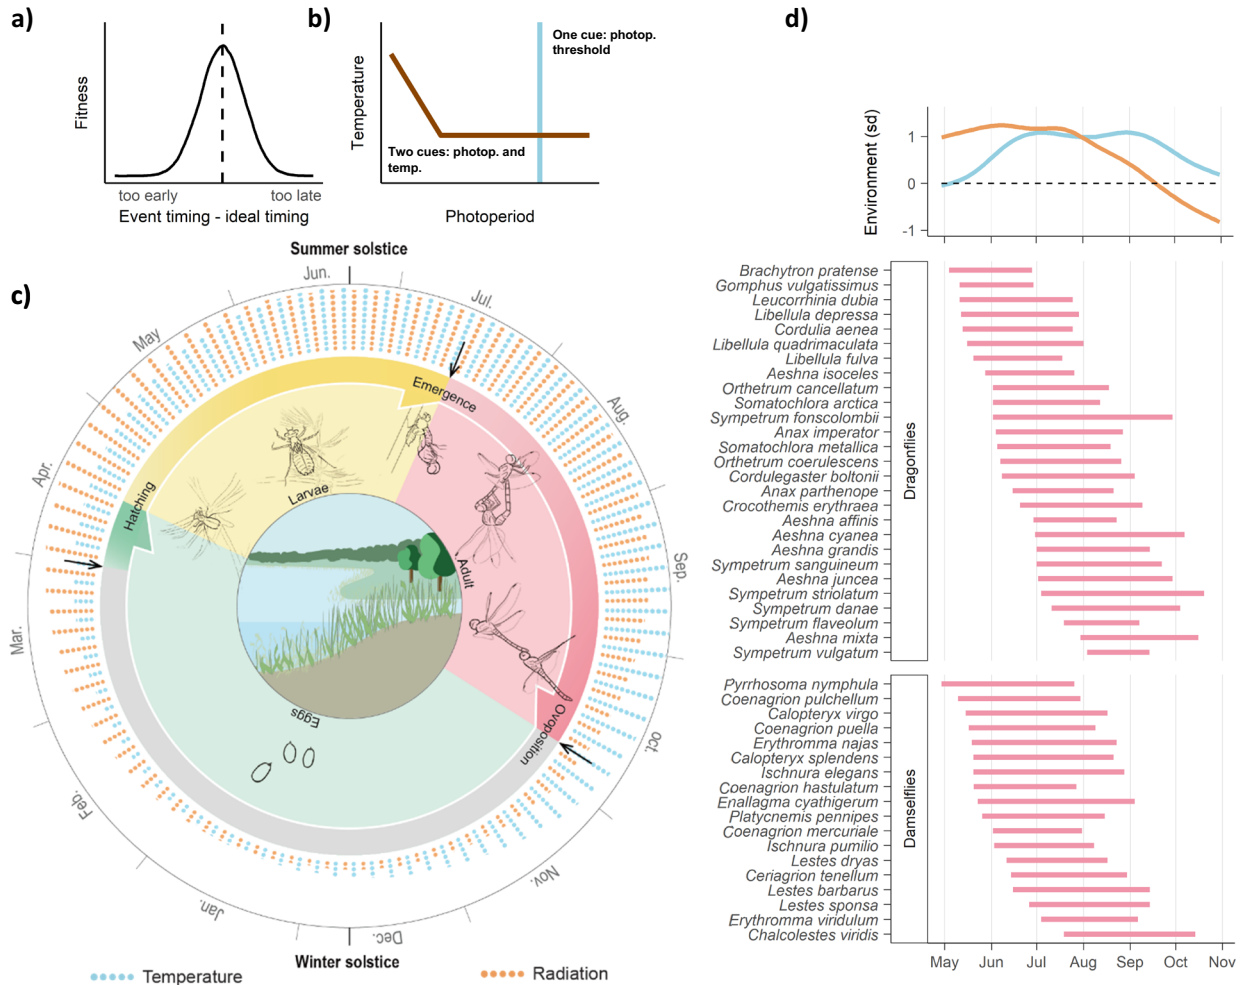 a)
Fitness
too early
too late
Event timing - ideal timing
b)
Temperature
One cue: photop.
threshold
Two cues: photop. and
temp.
Photoperiod
c)
Summer solstice
Jun.
Jul.
Aug.
Sep.
oct.
Nov.
Dec.
Jan.
Feb.
Mar.
Apr.
May
Hatching
Larvae
Emergence
Adult
Ovoposition
Eggs
Winter solstice
Temperature
Radiation
d)
Environment (sd)
1
0
-1
Dragonflies
Brachytron pratense
Gomphus vulgatissimus
Leucorrhinia dubia
Libellula depressa
Cordulia aenea
Libellula quadrimaculata
Libellula fulva
Aeshna isoceles
Orthetrum cancellatum
Somatochlora arctica
Sympetrum fonscolombii
Anax imperator
Somatochlora metallica
Orthetrum coerulescens
Cordulegaster boltonii
Anax parthenope
Crocothemis erythraea
Aeshna affinis
Aeshna cyanea
Aeshna grandis
Sympetrum sanguineum
Aeshna juncea
Sympetrum striolatum
Sympetrum danae
Sympetrum flaveolum
Aeshna mixta
Sympetrum vulgatum
Damselflies
Pyrrhosoma nymphula
Coenagrion pulchellum
Calopteryx virgo
Coenagrion puella
Erythromma najas
Calopteryx splendens
Ischnura elegans
Coenagrion hastulatum
Enallagma cyathigerum
Platycnemis pennipes
Coenagrion mercuriale
Ischnura pumilio
Lestes dryas
Ceriagrion tenellum
Lestes barbarus
Lestes sponsa
Erythromma viridulum
Chalcolestes viridis
May Jun Jul Aug Sep Oct Nov